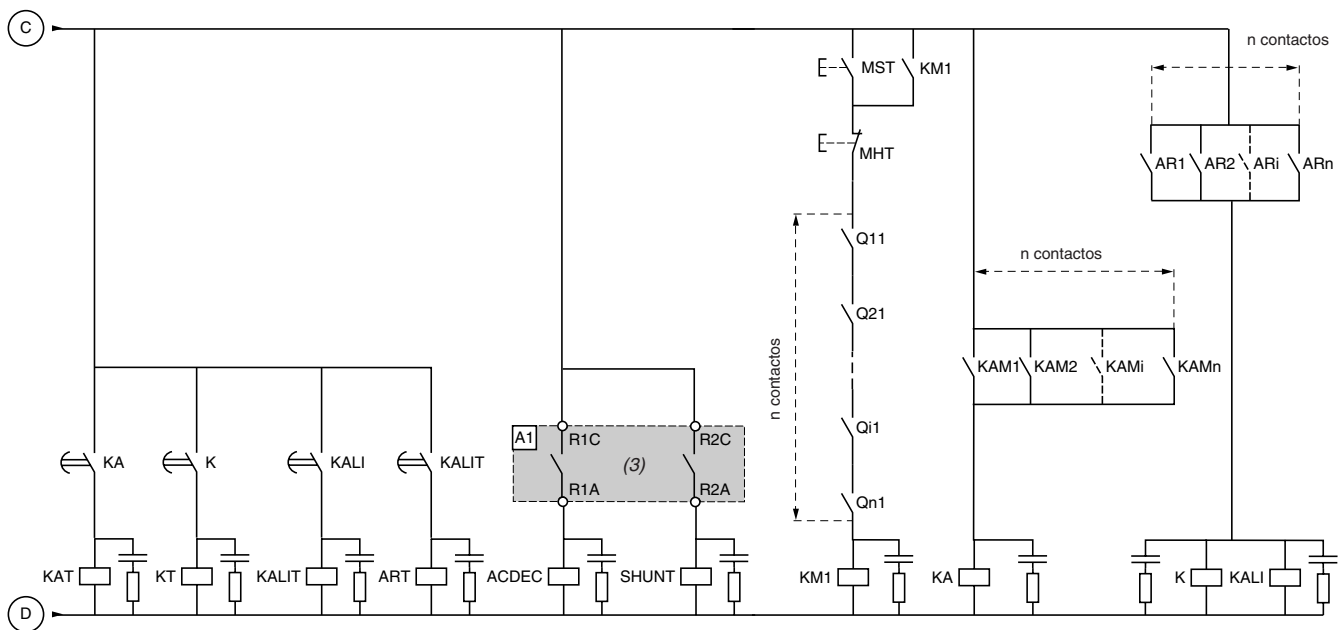 C
n contactos
MST
KM1
MHT
AR1
AR2
ARi
ARn
Q11
n contactos
Q21
n contactos
KAM1
KAM2
KAMi
KAMn
A1
R1C
R2C
Qi1
KA
K
KALI
KALIT
(3)
R1A
R2A
Qn1
KAT
KT
KALIT
ART
ACDEC
SHUNT
KM1
KA
K
KALI
D